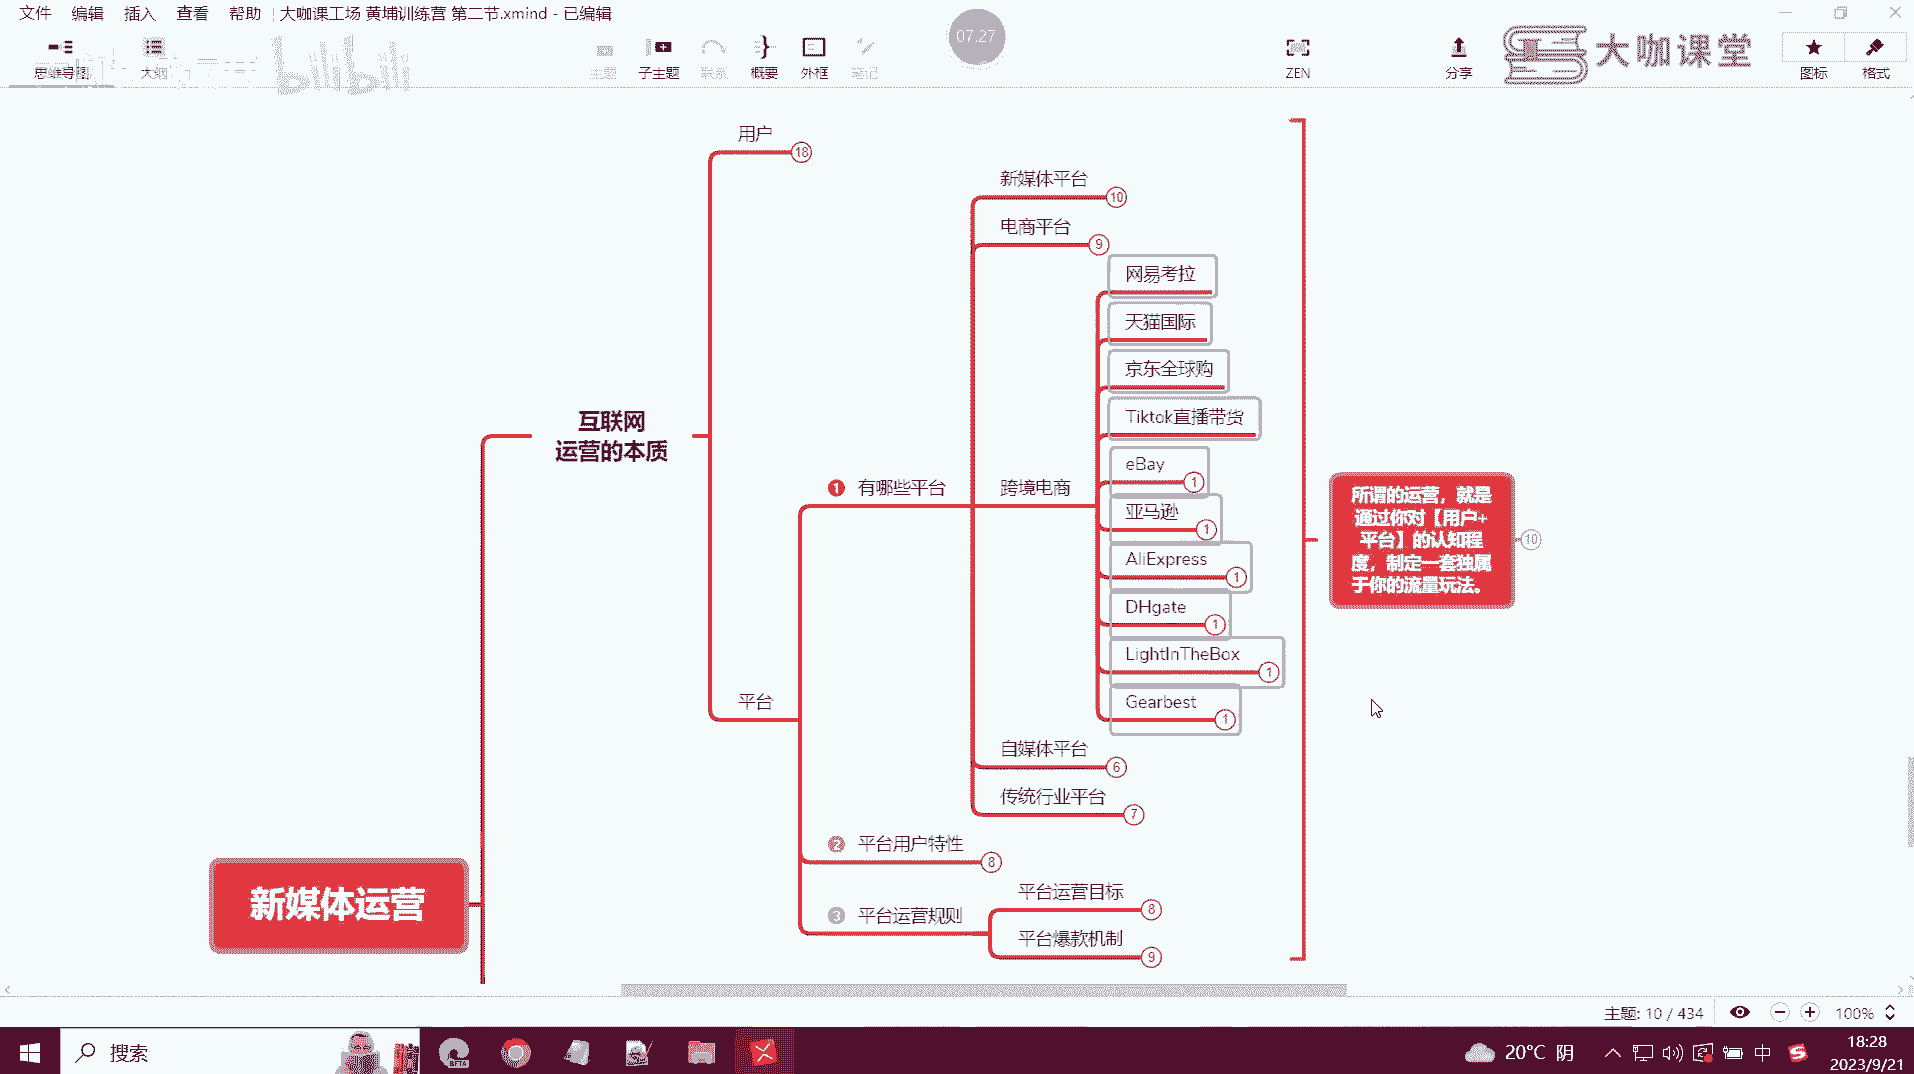 文件 编辑 插入 查看 帮助 大咖课工场 黄埔训练营 第二节.xmind - 已编辑
07.27
大咖课堂
思维导图 大纲 主题 子主题 联系 概要 外框 笔记 ZEN 分享 图标 格式
bilibili
用户 18
新媒体平台 10
电商平台 9
网易考拉
天猫国际
京东全球购
Tiktok直播带货
互联网
运营的本质
eBay 1
1 有哪些平台
跨境电商
亚马逊 1
AliExpress 1
DHgate 1
LightInTheBox 1
Gearbest 1
所谓的运营，就是
通过你对【用户+
平台】的认知程
度，制定一套独属
于你的流量玩法。
10
平台
自媒体平台 6
传统行业平台 7
2 平台用户特性 8
3 平台运营规则
平台运营目标 8
平台爆款机制 9
新媒体运营
主题: 10 / 434 100%
搜索
BETA
20°C 阴
中
18:28
2023/9/21